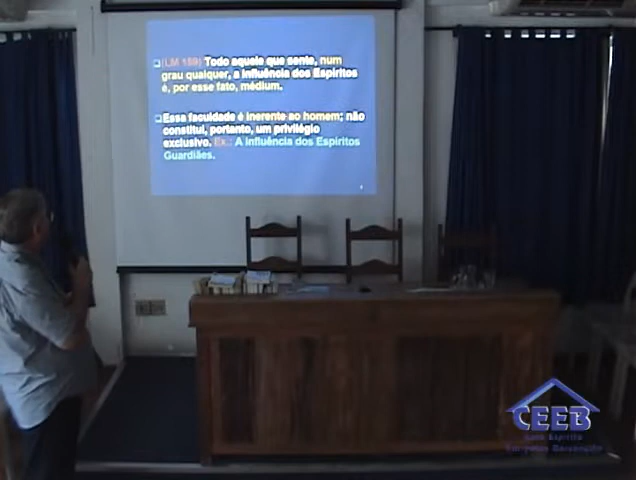 (LM 159) Todo aquele que sente, num
grau qualquer, a influência dos Espíritos
é, por esse fato, médium.
Essa faculdade é inerente ao homem; não
constitui, portanto, um privilégio
exclusivo. Ex.: A influência dos Espíritos
Guardiães.
CEEB